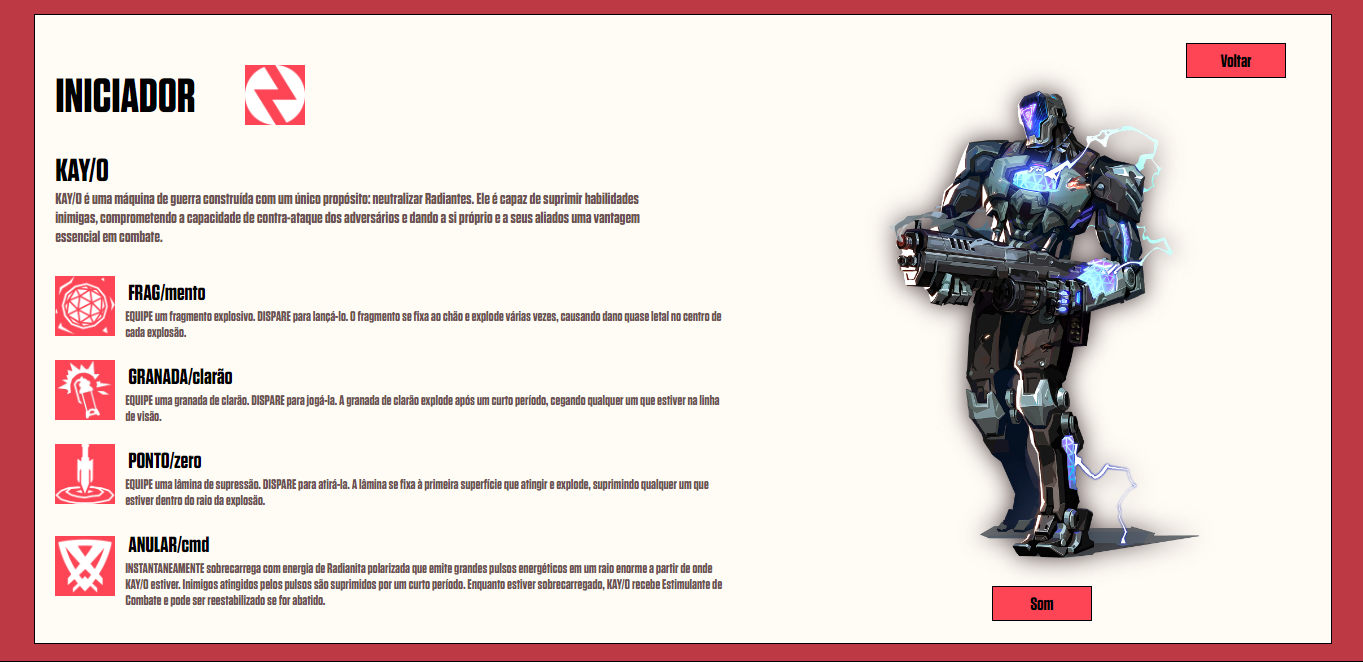 Voltar
INICIADOR
KAY/O
KAY/O é uma máquina de guerra construída com um único propósito: neutralizar Radiantes. Ele é capaz de suprimir habilidades
inimigas, comprometendo a capacidade de contra-ataque dos adversários e dando a si próprio e a seus aliados uma vantagem
essencial em combate.
FRAG/mento
EQUIPE um fragmento explosivo. DISPARE para lançá-lo. O fragmento se fixa ao chão e explode várias vezes, causando dano quase letal no centro de
cada explosão.
GRANADA/clarão
EQUIPE uma granada de clarão. DISPARE para jogá-la. A granada de clarão explode após um curto período, cegando qualquer um que estiver na linha
de visão.
PONTO/zero
EQUIPE uma lâmina de supressão. DISPARE para atirá-la. A lâmina se fixa à primeira superfície que atingir e explode, suprimindo qualquer um que
estiver dentro do raio da explosão.
ANULAR/cmd
INSTANTANEAMENTE sobrecarrega com energia de Radianita polarizada que emite grandes pulsos energéticos em um raio enorme a partir de onde
KAY/O estiver. Inimigos atingidos pelos pulsos são suprimidos por um curto período. Enquanto estiver sobrecarregado, KAY/O recebe Estimulante de
Combate e pode ser reestabilizado se for abatido.
Som